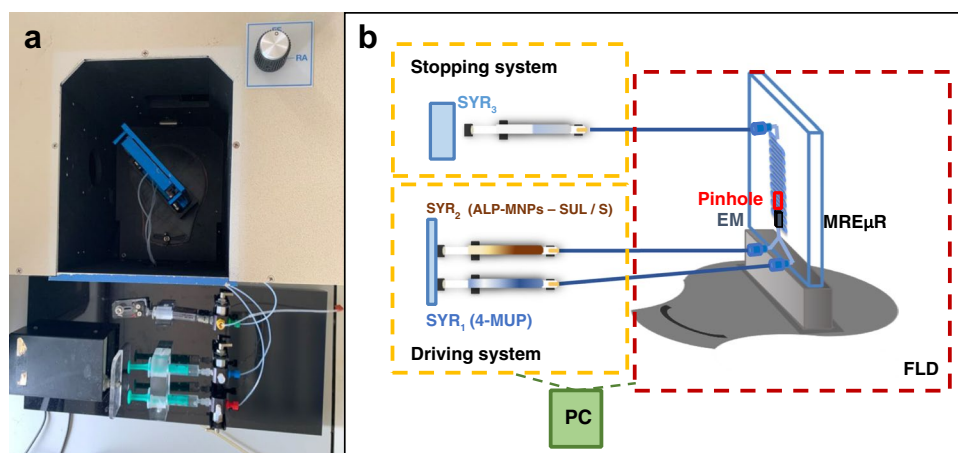 a
RA
b
Stopping system
SYR3
SYR2 (ALP-MNPs – SUL / S)
SYR1 (4-MUP)
Driving system
Pinhole
EM
MREµR
FLD
PC